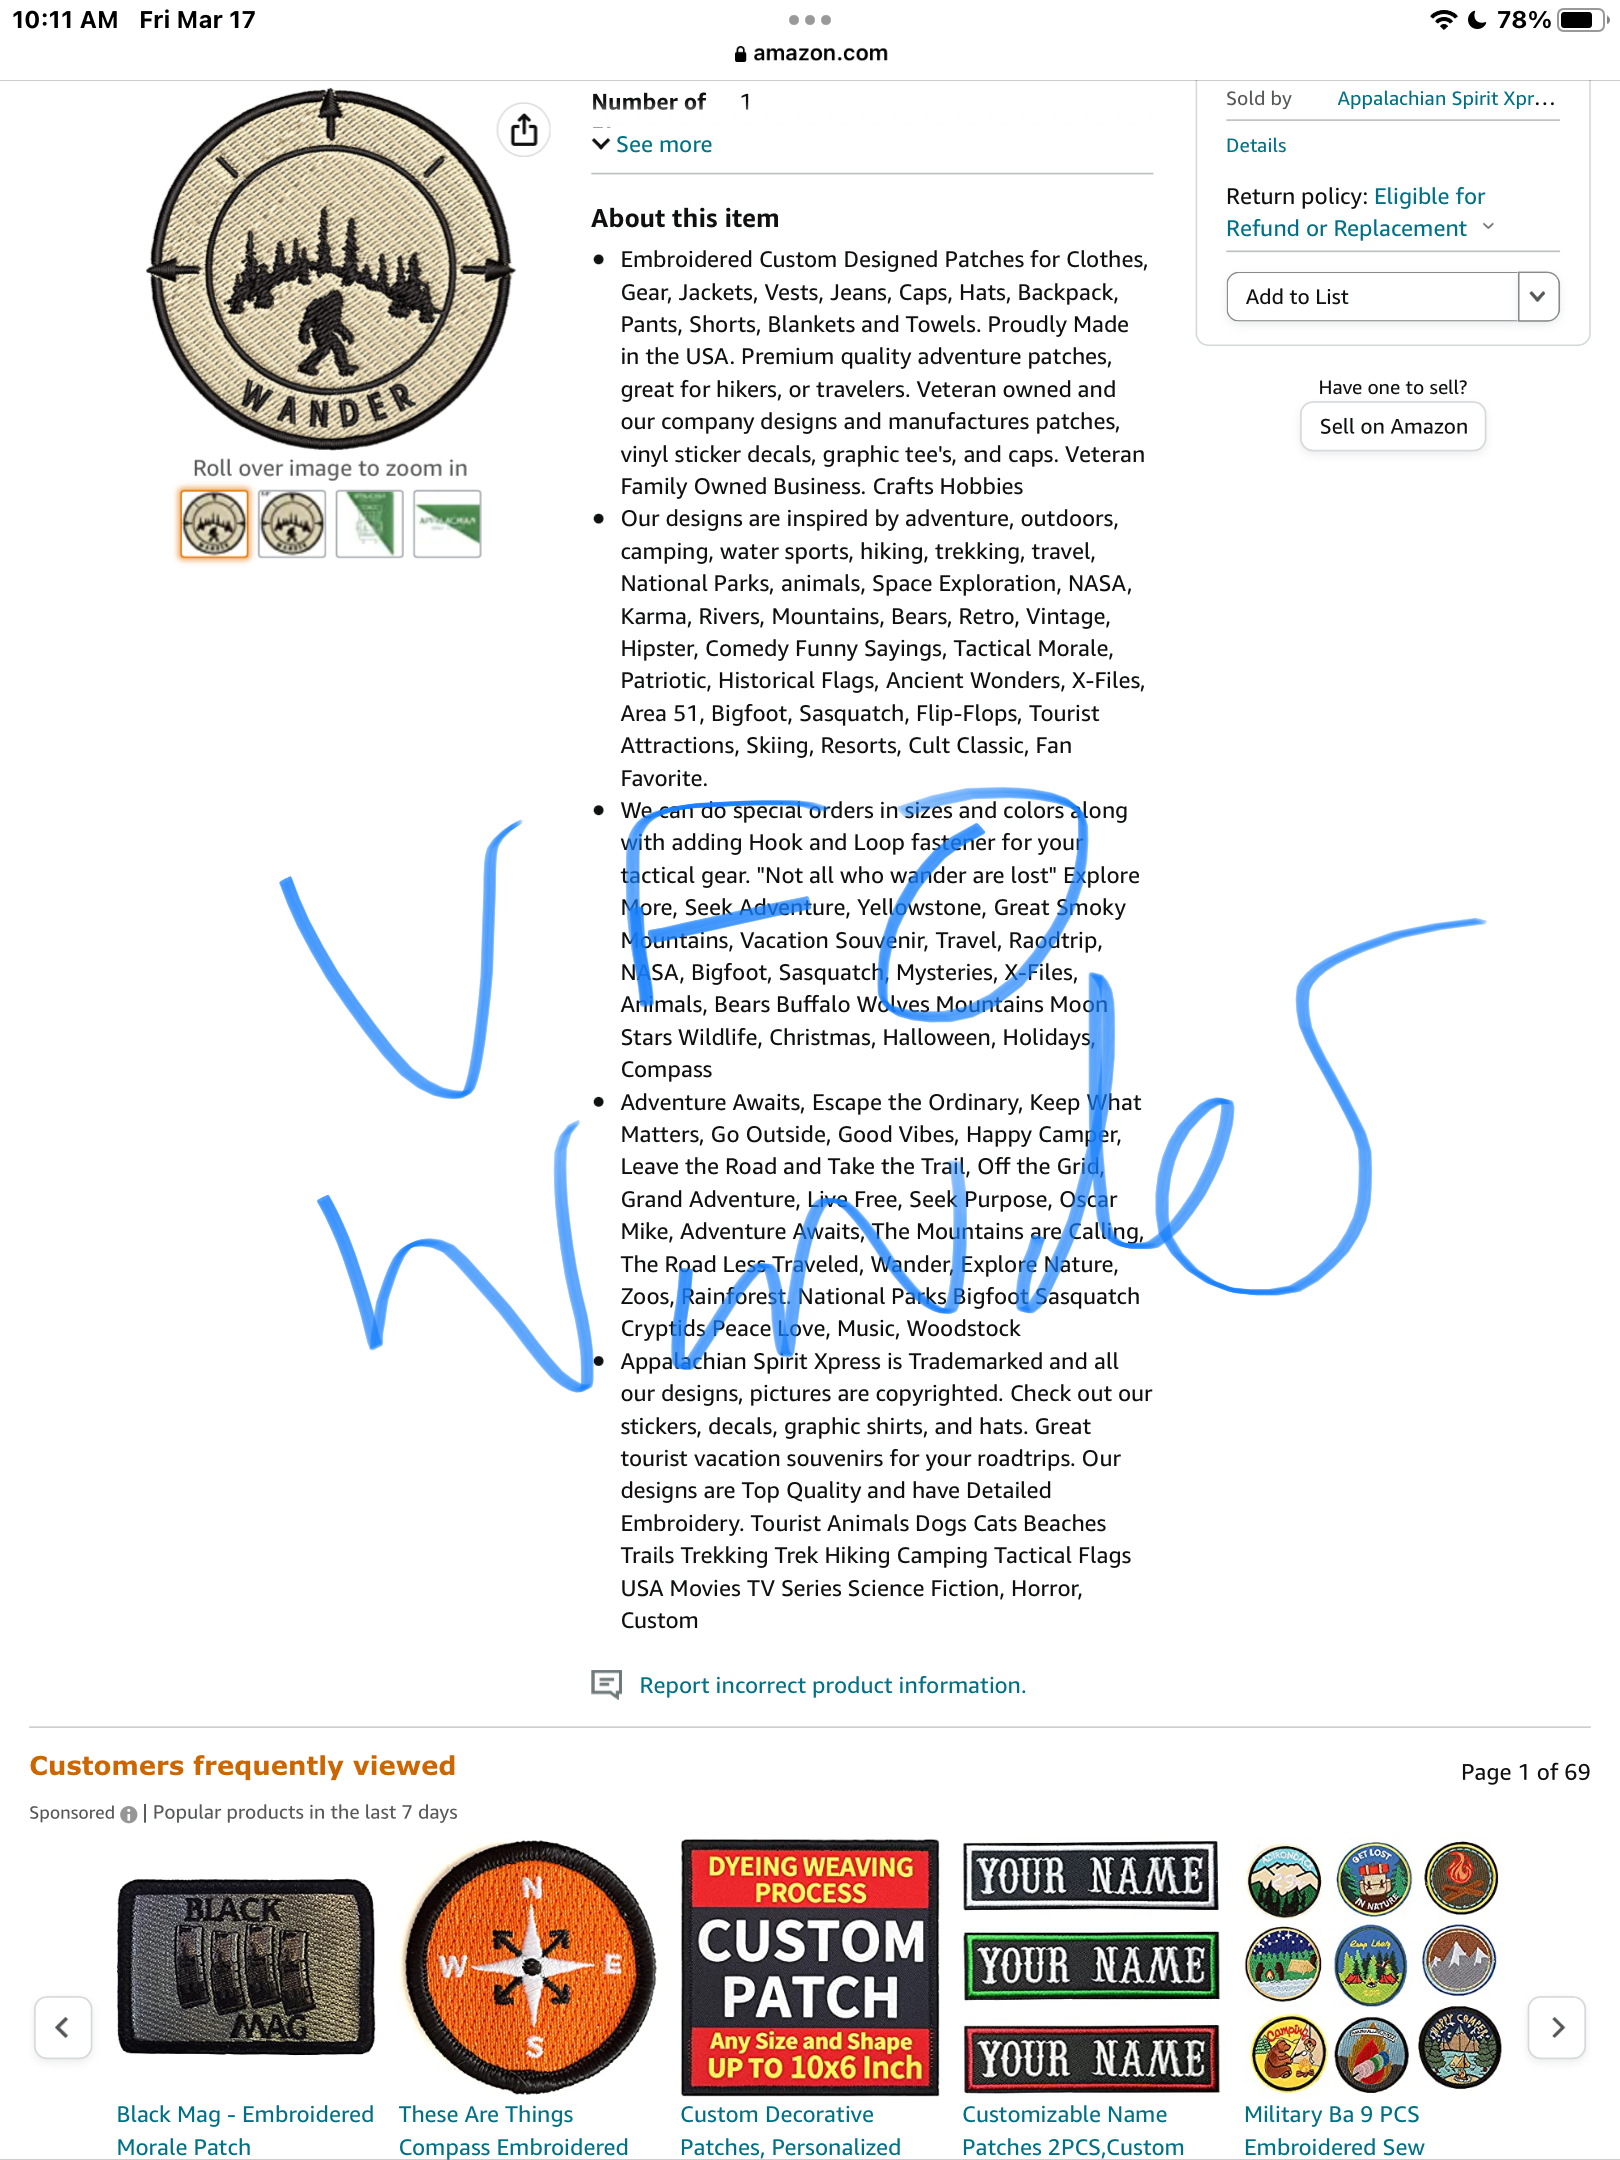 10:11 AM Fri Mar 17
78%
amazon.com
WANDER
Roll over image to zoom in
Number of 1
See more
About this item
Embroidered Custom Designed Patches for Clothes,
Gear, Jackets, Vests, Jeans, Caps, Hats, Backpack,
Pants, Shorts, Blankets and Towels. Proudly Made
in the USA. Premium quality adventure patches,
great for hikers, or travelers. Veteran owned and
our company designs and manufactures patches,
vinyl sticker decals, graphic tee's, and caps. Veteran
Family Owned Business. Crafts Hobbies
Our designs are inspired by adventure, outdoors,
camping, water sports, hiking, trekking, travel,
National Parks, animals, Space Exploration, NASA,
Karma, Rivers, Mountains, Bears, Retro, Vintage,
Hipster, Comedy Funny Sayings, Tactical Morale,
Patriotic, Historical Flags, Ancient Wonders, X-Files,
Area 51, Bigfoot, Sasquatch, Flip-Flops, Tourist
Attractions, Skiing, Resorts, Cult Classic, Fan
Favorite.
We can do special orders in sizes and colors along
with adding Hook and Loop fastener for your
tactical gear. "Not all who wander are lost" Explore
More, Seek Adventure, Yellowstone, Great Smoky
Mountains, Vacation Souvenir, Travel, Raodtrip,
NASA, Bigfoot, Sasquatch, Mysteries, X-Files,
Animals, Bears Buffalo Wolves Mountains Moon
Stars Wildlife, Christmas, Halloween, Holidays,
Compass
Adventure Awaits, Escape the Ordinary, Keep What
Matters, Go Outside, Good Vibes, Happy Camper,
Leave the Road and Take the Trail, Off the Grid,
Grand Adventure, Live Free, Seek Purpose, Oscar
Mike, Adventure Awaits, The Mountains are Calling,
The Road Less Traveled, Wander, Explore Nature,
Zoos, Rainforest. National Parks Bigfoot Sasquatch
Cryptids Peace Love, Music, Woodstock
Appalachian Spirit Xpress is Trademarked and all
our designs, pictures are copyrighted. Check out our
stickers, decals, graphic shirts, and hats. Great
tourist vacation souvenirs for your roadtrips. Our
designs are Top Quality and have Detailed
Embroidery. Tourist Animals Dogs Cats Beaches
Trails Trekking Trek Hiking Camping Tactical Flags
USA Movies TV Series Science Fiction, Horror,
Custom
Report incorrect product information.
Sold by Appalachian Spirit Xpr...
Details
Return policy: Eligible for
Refund or Replacement
Add to List
Have one to sell?
Sell on Amazon
Customers frequently viewed
Page 1 of 69
Sponsored | Popular products in the last 7 days
BLACK
MAG
N
W E
S
DYEING WEAVING
PROCESS
CUSTOM
PATCH
Any Size and Shape
UP TO 10x6 Inch
YOUR NAME
YOUR NAME
YOUR NAME
GET LOST
IN NATURE
Camping
HAPPY CAMPER
Black Mag - Embroidered
Morale Patch
These Are Things
Compass Embroidered
Custom Decorative
Patches, Personalized
Customizable Name
Patches 2PCS,Custom
Military Ba 9 PCS
Embroidered Sew